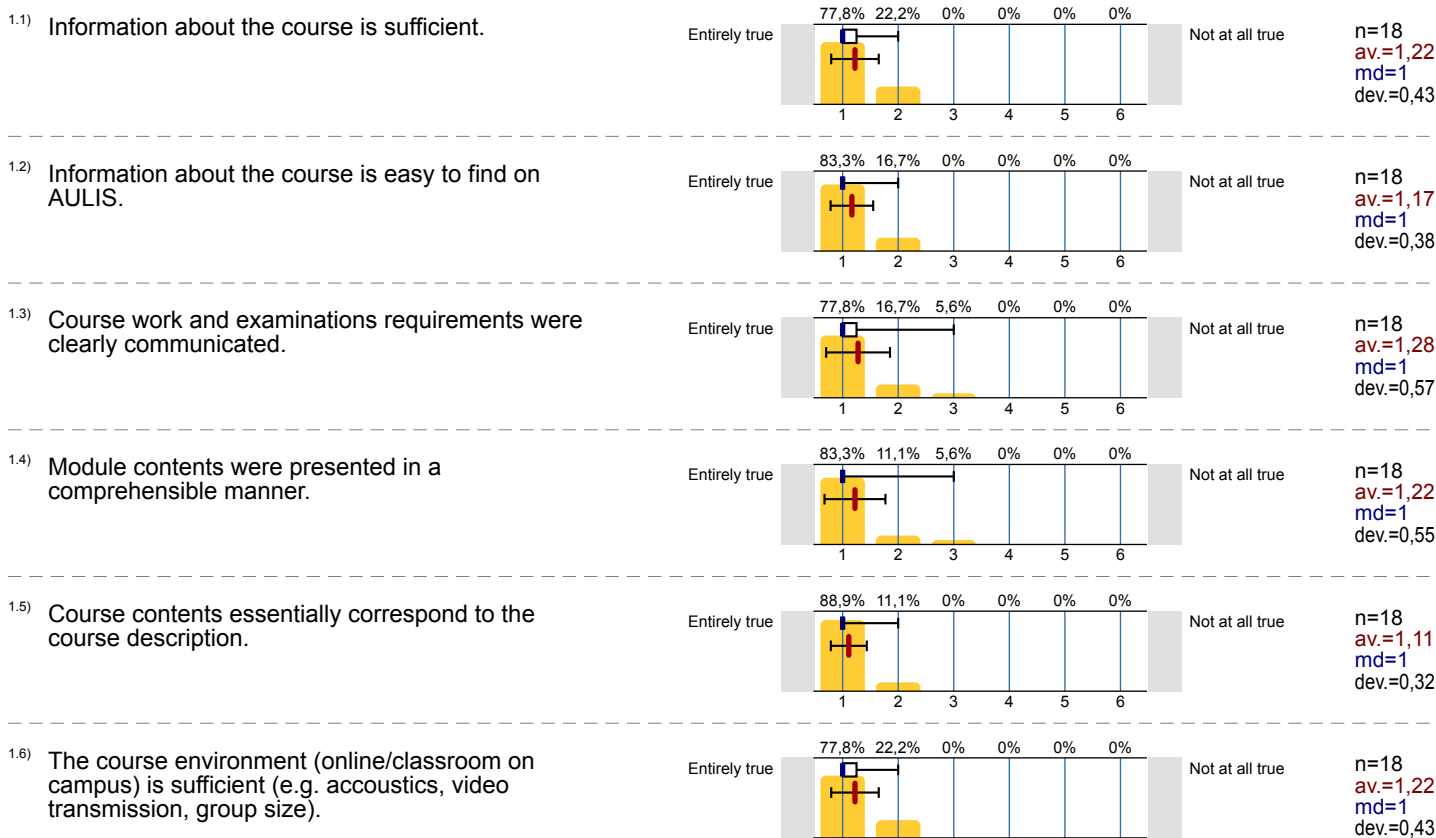 77,8% 22,2% 0% 0% 0% 0%
1.1) Information about the course is sufficient.
Entirely true
Not at all true
n=18
av.=1,22
md=1
dev.=0,43
1 2 3 4 5 6
83,3% 16,7% 0% 0% 0% 0%
1.2) Information about the course is easy to find on
AULIS.
Entirely true
Not at all true
n=18
av.=1,17
md=1
dev.=0,38
1 2 3 4 5 6
77,8% 16,7% 5,6% 0% 0% 0%
1.3) Course work and examinations requirements were
clearly communicated.
Entirely true
Not at all true
n=18
av.=1,28
md=1
dev.=0,57
1 2 3 4 5 6
83,3% 11,1% 5,6% 0% 0% 0%
1.4) Module contents were presented in a
comprehensible manner.
Entirely true
Not at all true
n=18
av.=1,22
md=1
dev.=0,55
1 2 3 4 5 6
88,9% 11,1% 0% 0% 0% 0%
1.5) Course contents essentially correspond to the
course description.
Entirely true
Not at all true
n=18
av.=1,11
md=1
dev.=0,32
1 2 3 4 5 6
77,8% 22,2% 0% 0% 0% 0%
1.6) The course environment (online/classroom on
campus) is sufficient (e.g. accoustics, video
transmission, group size).
Entirely true
Not at all true
n=18
av.=1,22
md=1
dev.=0,43